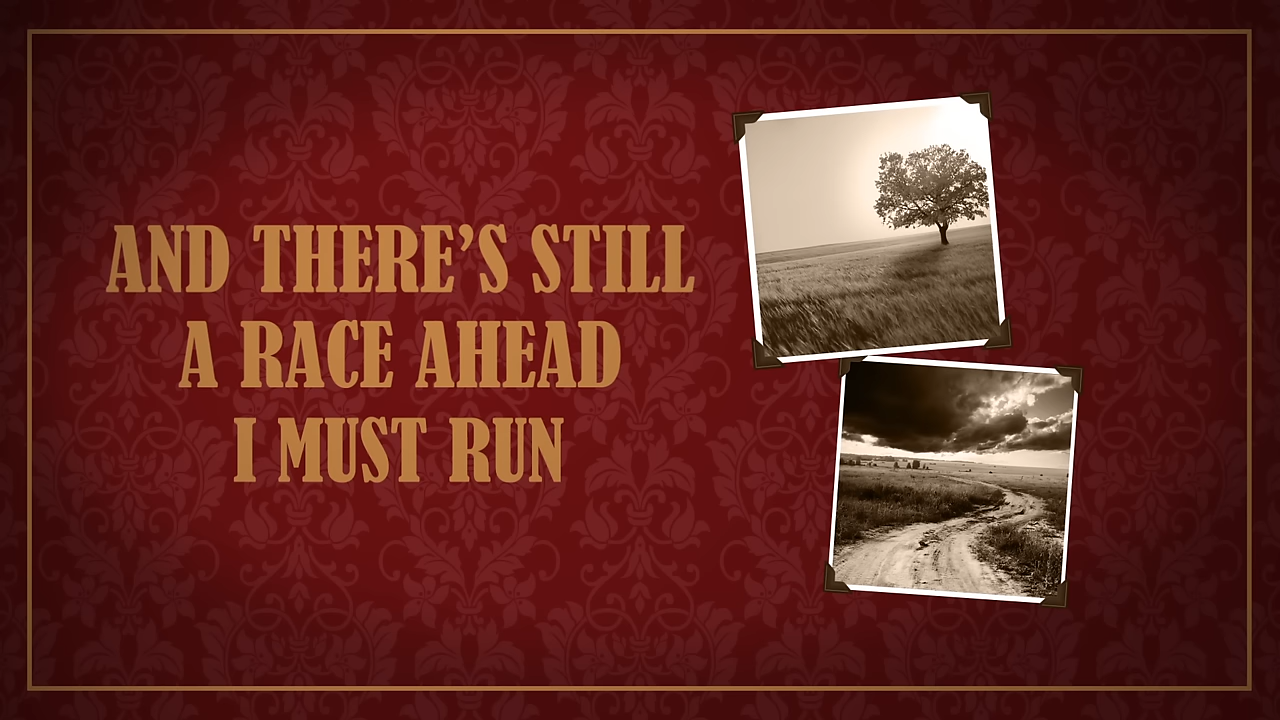 AND THERE’S STILL
A RACE AHEAD
I MUST RUN